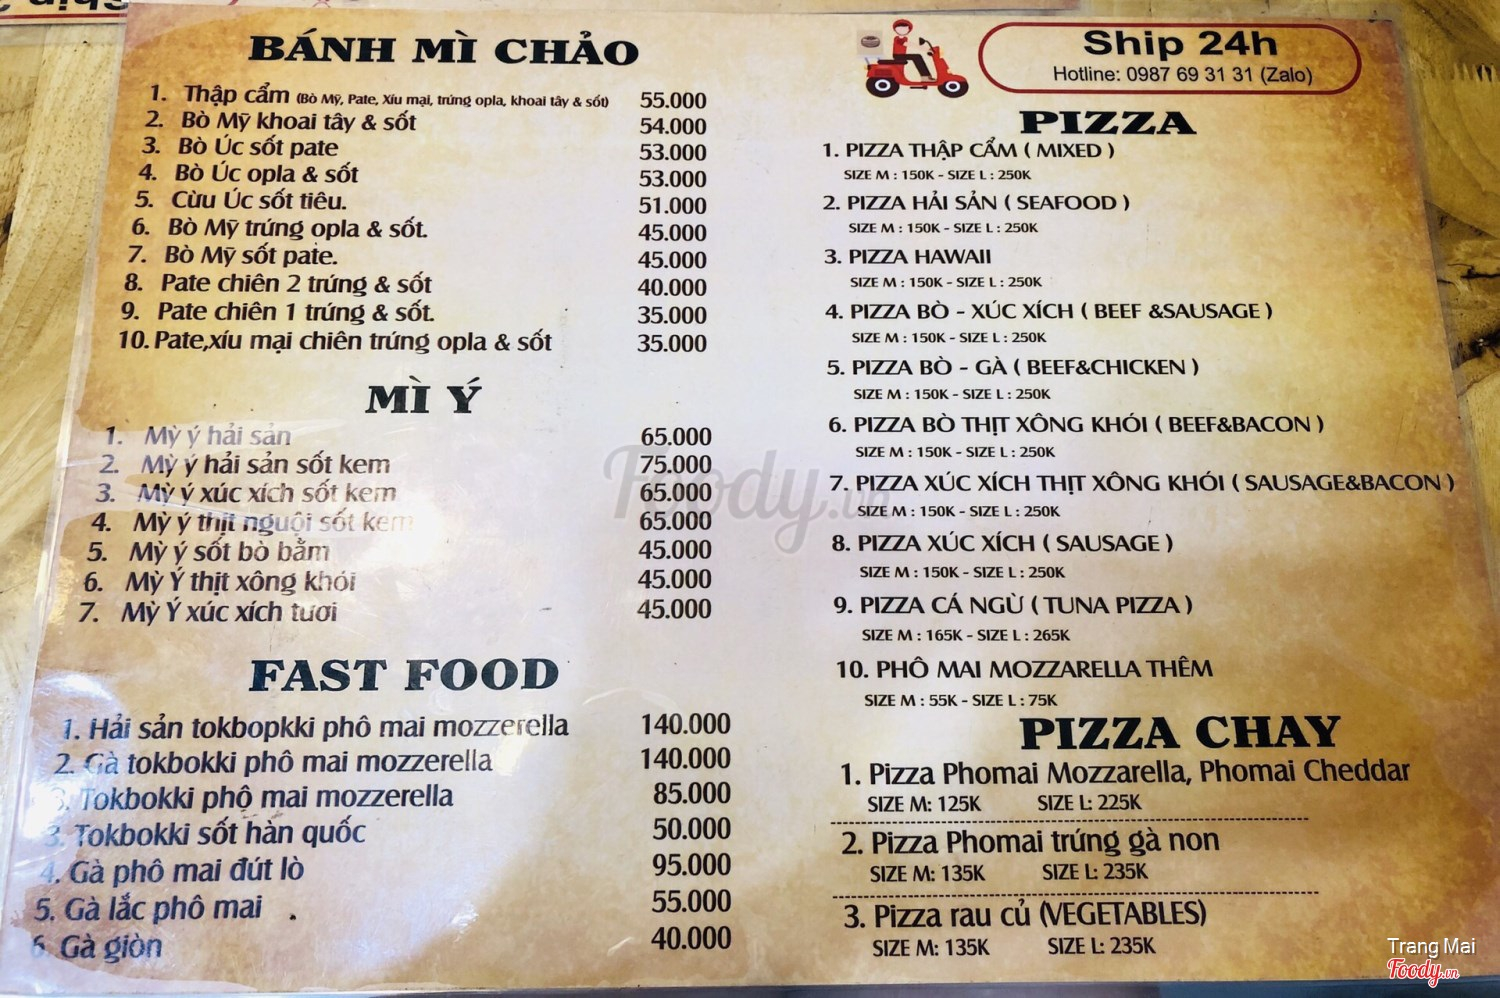 BÁNH MÌ CHẢO
1. Thập cẩm (Bò Mỹ, Pate, Xíu mại, trứng opla, khoai tây & sốt) 55.000
2. Bò Mỹ khoai tây & sốt 54.000
3. Bò Úc sốt pate 53.000
4. Bò Úc opla & sốt 53.000
5. Cừu Úc sốt tiêu. 51.000
6. Bò Mỹ trứng opla & sốt. 45.000
7. Bò Mỹ sốt pate. 45.000
8. Pate chiên 2 trứng & sốt 40.000
9. Pate chiên 1 trứng & sốt. 35.000
10. Pate,xíu mại chiên trứng opla & sốt 35.000
MÌ Ý
1. Mỳ ý hải sản 65.000
2. Mỳ ý hải sản sốt kem 75.000
3. Mỳ ý xúc xích sốt kem 65.000
4. Mỳ ý thịt nguội sốt kem 65.000
5. Mỳ ý sốt bò bằm 45.000
6. Mỳ Ý thịt xông khói 45.000
7. Mỳ Ý xúc xích tươi 45.000
FAST FOOD
1. Hải sản tokbopkki phô mai mozzerella 140.000
2. Gà tokbokki phô mai mozzerella 140.000
3. Tokbokki phô mai mozzerella 85.000
3. Tokbokki sốt hàn quốc 50.000
4. Gà phô mai đút lò 95.000
5. Gà lắc phô mai 55.000
6. Gà giòn 40.000
Ship 24h
Hotline: 0987 69 31 31 (Zalo)
PIZZA
1. PIZZA THẬP CẨM ( MIXED )
SIZE M : 150K - SIZE L : 250K
2. PIZZA HẢI SẢN ( SEAFOOD )
SIZE M : 150K - SIZE L : 250K
3. PIZZA HAWAII
SIZE M : 150K - SIZE L : 250K
4. PIZZA BÒ - XÚC XÍCH ( BEEF &SAUSAGE )
SIZE M : 150K - SIZE L : 250K
5. PIZZA BÒ - GÀ ( BEEF&CHICKEN )
SIZE M : 150K - SIZE L : 250K
6. PIZZA BÒ THỊT XÔNG KHÓI ( BEEF&BACON )
SIZE M : 150K - SIZE L : 250K
7. PIZZA XÚC XÍCH THỊT XÔNG KHÓI ( SAUSAGE&BACON )
SIZE M : 150K - SIZE L : 250K
8. PIZZA XÚC XÍCH ( SAUSAGE )
SIZE M : 150K - SIZE L : 250K
9. PIZZA CÁ NGỪ ( TUNA PIZZA )
SIZE M : 165K - SIZE L : 265K
10. PHÔ MAI MOZZARELLA THÊM
SIZE M : 55K - SIZE L : 75K
PIZZA CHAY
1. Pizza Phomai Mozzarella, Phomai Cheddar
SIZE M: 125K SIZE L: 225K
2. Pizza Phomai trứng gà non
SIZE M: 135K SIZE L: 235K
3. Pizza rau củ (VEGETABLES)
SIZE M: 135K SIZE L: 235K
Foody.vn
Trang Mai
Foody.vn